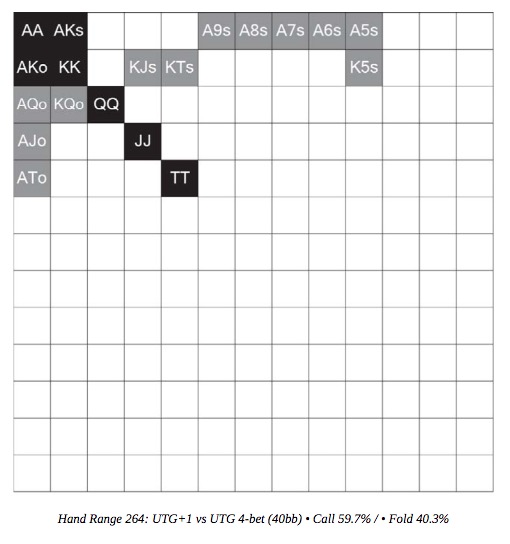 AA AKs A9s A8s A7s A6s A5s
AKo KK KJs KTs K5s
AQo KQo QQ
AJo JJ
ATo TT
Hand Range 264: UTG+1 vs UTG 4-bet (40bb) • Call 59.7% / • Fold 40.3%